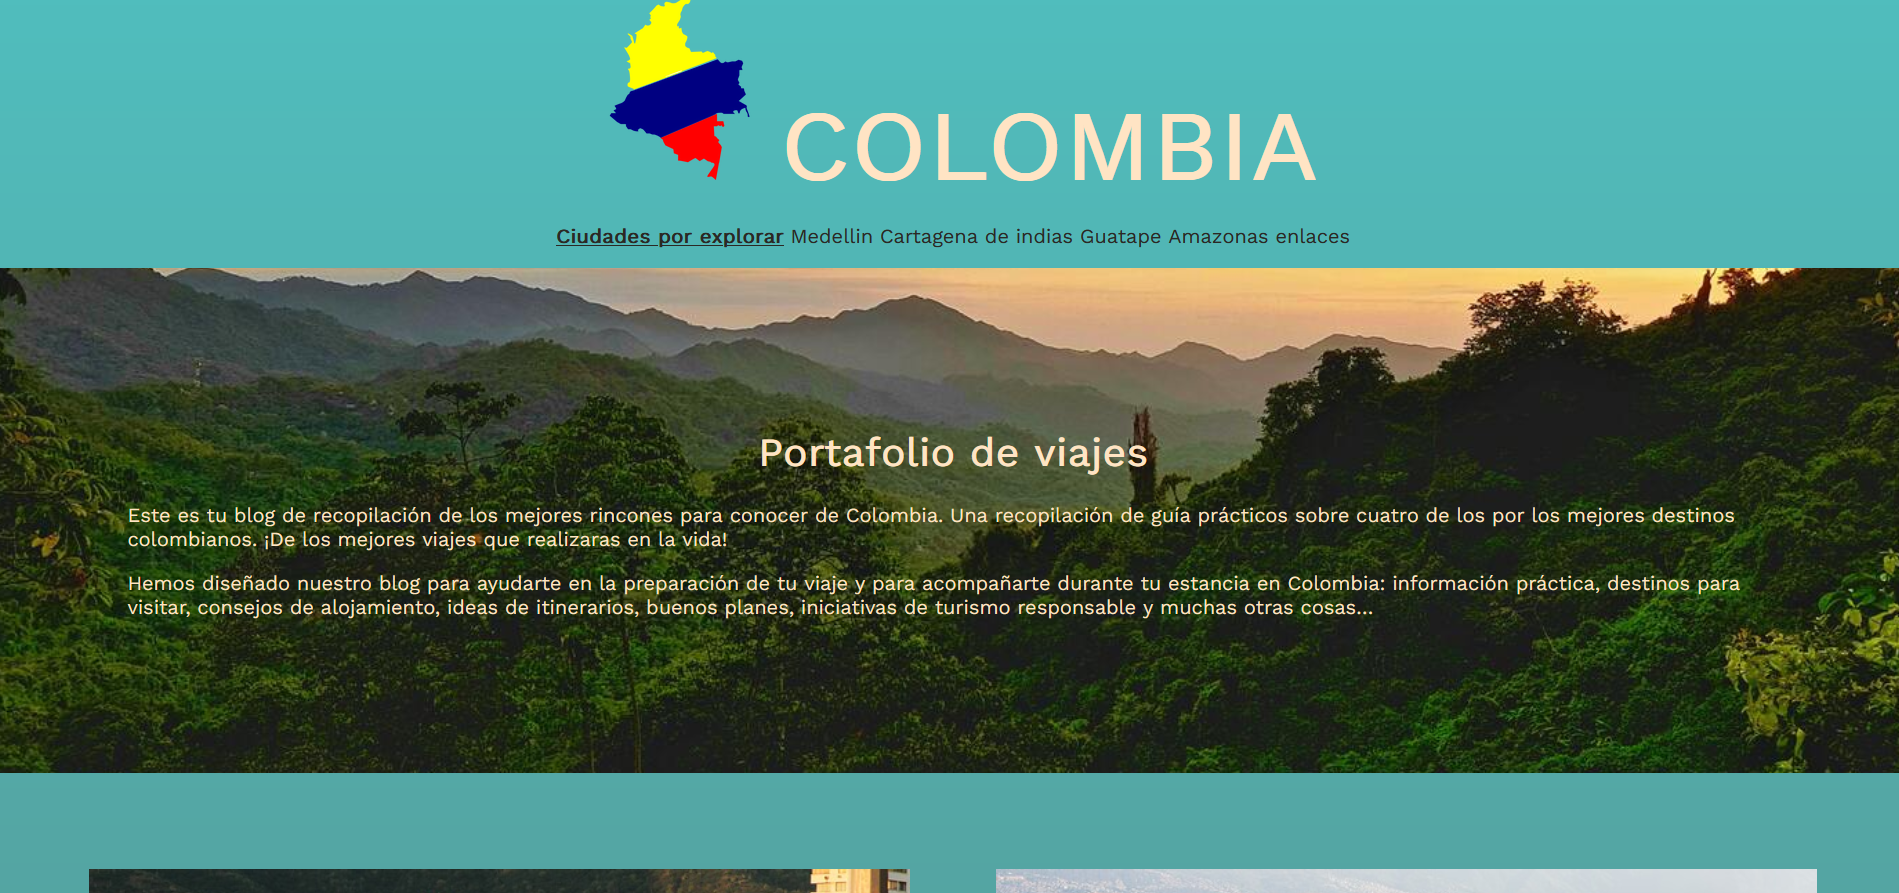 COLOMBIA
Ciudades por explorar Medellin Cartagena de indias Guatape Amazonas enlaces
Portafolio de viajes
Este es tu blog de recopilación de los mejores rincones para conocer de Colombia. Una recopilación de guía prácticos sobre cuatro de los por los mejores destinos
colombianos. ¡De los mejores viajes que realizaras en la vida!
Hemos diseñado nuestro blog para ayudarte en la preparación de tu viaje y para acompañarte durante tu estancia en Colombia: información práctica, destinos para
visitar, consejos de alojamiento, ideas de itinerarios, buenos planes, iniciativas de turismo responsable y muchas otras cosas...